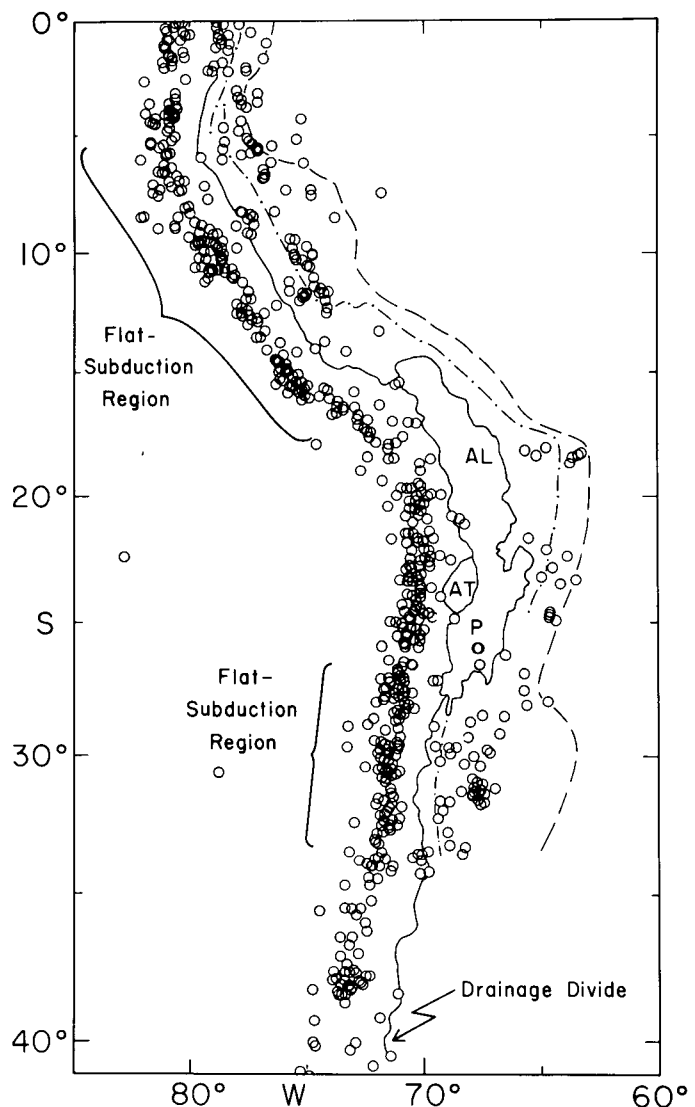 0°
10°
Flat-
Subduction
Region
AL
20°
AT
S
P
Flat-
Subduction
Region
30°
Drainage Divide
40°
80° W 70° 60°